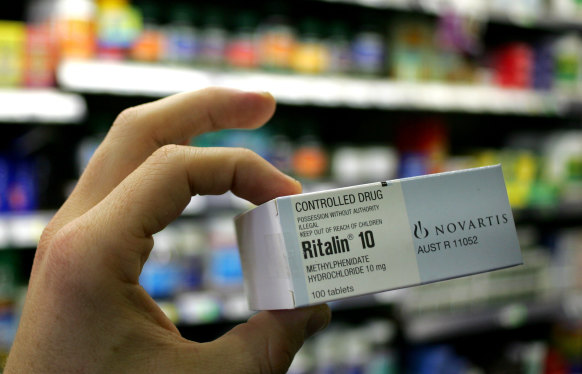 CONTROLLED DRUG
POSSESSION WITHOUT AUTHORITY
ILLEGAL
KEEP OUT OF REACH OF CHILDREN
Ritalin® 10
METHYLPHENIDATE
HYDROCHLORIDE 10 mg
100 tablets
NOVARTIS
AUST R 11052